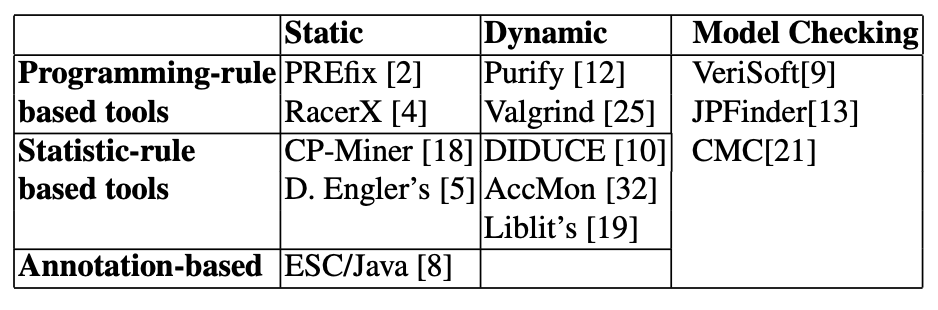 Static Dynamic Model Checking
Programming-rule PREfix [2] Purify [12] VeriSoft[9]
based tools RacerX [4] Valgrind [25] JPFinder[13]
Statistic-rule CP-Miner [18] DIDUCE [10] CMC[21]
based tools D. Engler's [5] AccMon [32]
Liblit's [19]
Annotation-based ESC/Java [8]